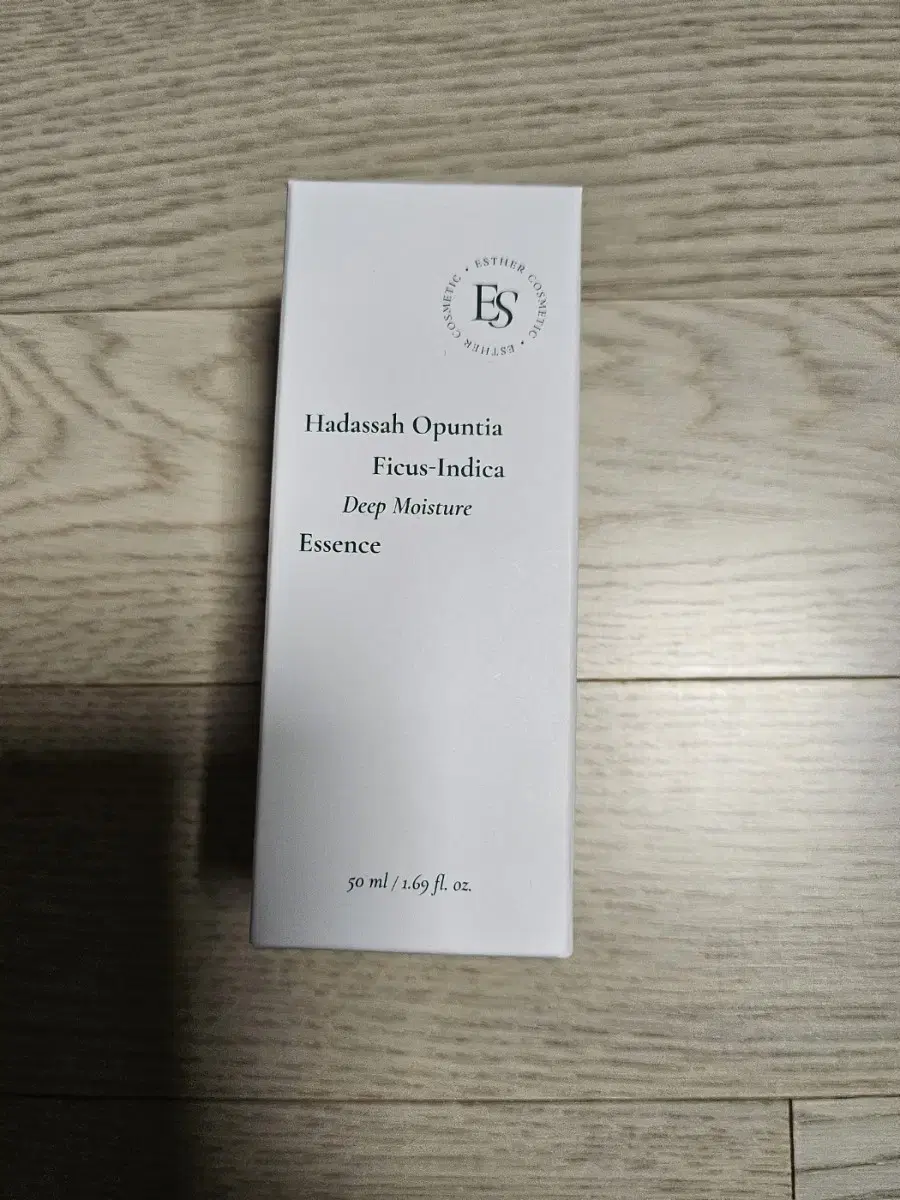 ESTHER COSMETIC • ESTHER COSMETIC •
ES
Hadassah Opuntia
Ficus-Indica
Deep Moisture
Essence
50 ml / 1.69 fl. oz.